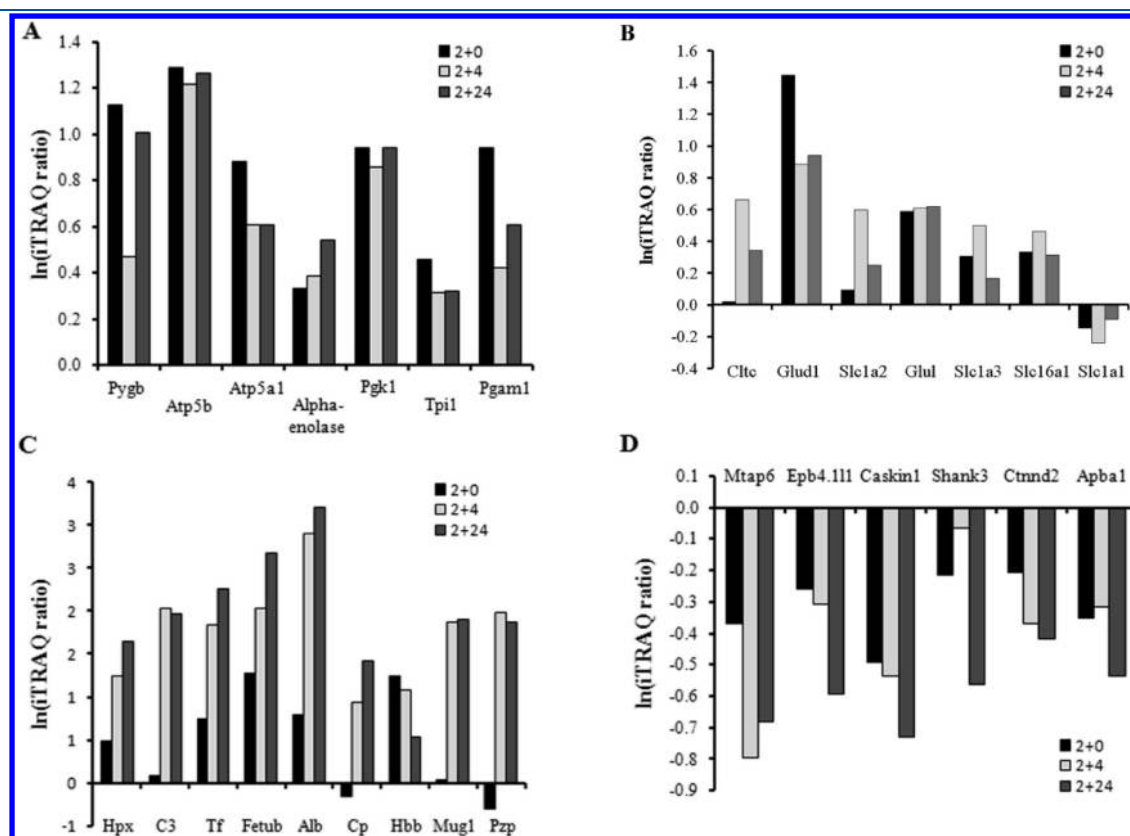 A
ln(iTRAQ ratio)
1.4
1.2
1.0
0.8
0.6
0.4
0.2
0.0
2+0
2+4
2+24
Pygb
Atp5b
Atp5a1
Alpha-
enolase
Pgk1
Tpi1
Pgam1
B
ln(iTRAQ ratio)
1.6
1.4
1.2
1.0
0.8
0.6
0.4
0.2
0.0
-0.2
-0.4
2+0
2+4
2+24
Cltc
Glud1
Slc1a2
Glul
Slc1a3
Slc16a1
Slc1a1
C
ln(iTRAQ ratio)
4
3
3
2
2
1
1
0
-1
2+0
2+4
2+24
Hpx
C3
Tf
Fetub
Alb
Cp
Hbb
Mug1
Pzp
D
ln(iTRAQ ratio)
0.1
0.0
-0.1
-0.2
-0.3
-0.4
-0.5
-0.6
-0.7
-0.8
-0.9
Mtap6
Epb4.1l1
Caskin1
Shank3
Ctnnd2
Apba1
2+0
2+4
2+24